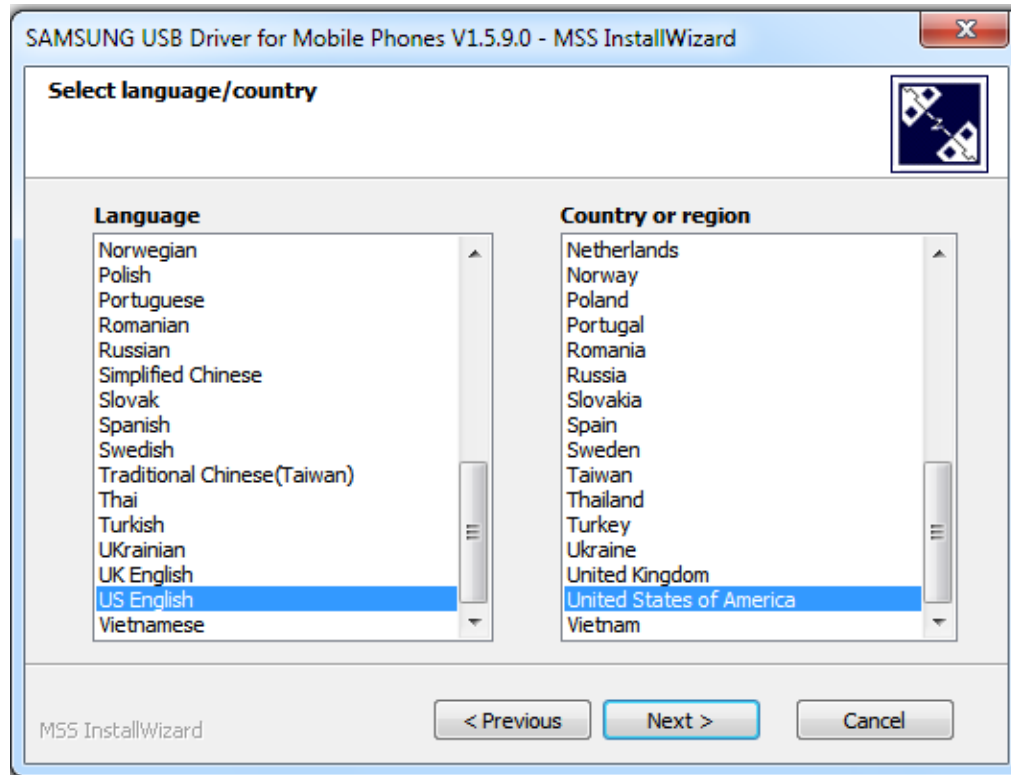 SAMSUNG USB Driver for Mobile Phones V1.5.9.0 - MSS InstallWizard
Select language/country
Language
Norwegian
Polish
Portuguese
Romanian
Russian
Simplified Chinese
Slovak
Spanish
Swedish
Traditional Chinese(Taiwan)
Thai
Turkish
UKrainian
UK English
US English
Vietnamese
Country or region
Netherlands
Norway
Poland
Portugal
Romania
Russia
Slovakia
Spain
Sweden
Taiwan
Thailand
Turkey
Ukraine
United Kingdom
United States of America
Vietnam
MSS InstallWizard
< Previous
Next >
Cancel